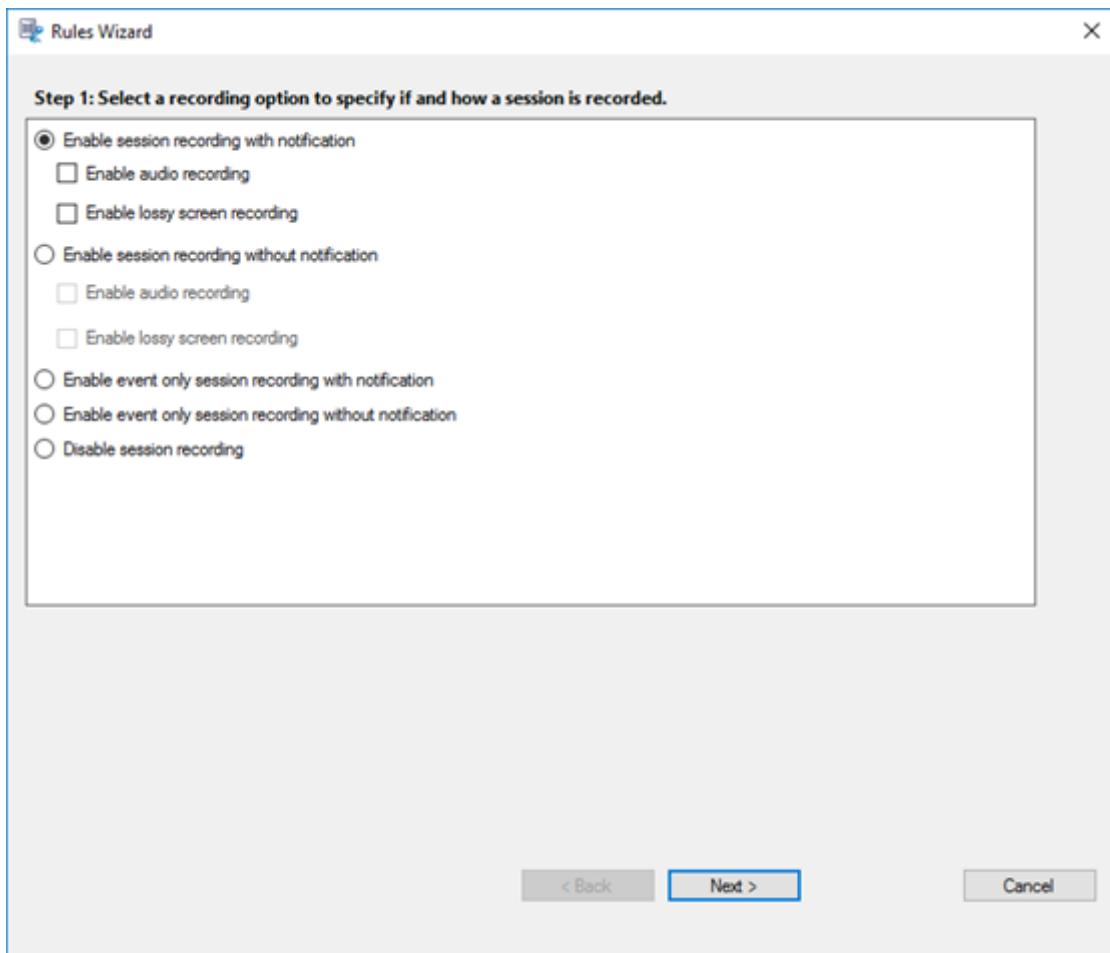 Rules Wizard
Step 1: Select a recording option to specify if and how a session is recorded.
Enable session recording with notification
Enable audio recording
Enable lossy screen recording
Enable session recording without notification
Enable audio recording
Enable lossy screen recording
Enable event only session recording with notification
Enable event only session recording without notification
Disable session recording
< Back
Next >
Cancel